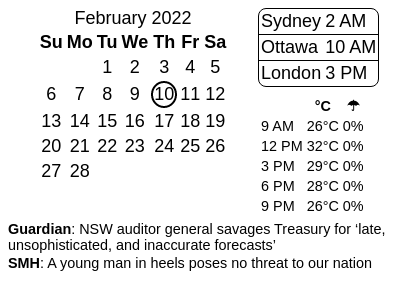 February 2022
Su Mo Tu We Th Fr Sa
1 2 3 4 5
6 7 8 9 10 11 12
13 14 15 16 17 18 19
20 21 22 23 24 25 26
27 28
Sydney 2 AM
Ottawa 10 AM
London 3 PM
°C ☂
9 AM 26°C 0%
12 PM 32°C 0%
3 PM 29°C 0%
6 PM 28°C 0%
9 PM 26°C 0%
Guardian: NSW auditor general savages Treasury for ‘late,
unsophisticated, and inaccurate forecasts’
SMH: A young man in heels poses no threat to our nation